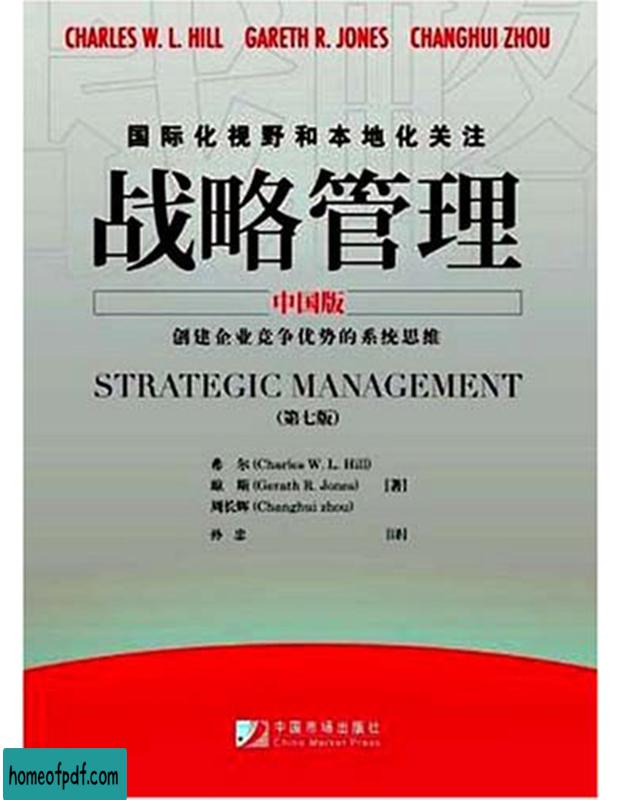 CHARLES W. L. HILL GARETH R. JONES CHANGHUI ZHOU
国际化视野和本地化关注
战略管理
中国版
创建企业竞争优势的系统思维
STRATEGIC MANAGEMENT
(第七版)
希 尔 (Charles W. L. Hill)
琼 斯 (Gerath R. Jones) [著]
周长辉 (Changhui zhou)
孙 忠 [译]
中国市场出版社
China Market Press
homeofpdf.com